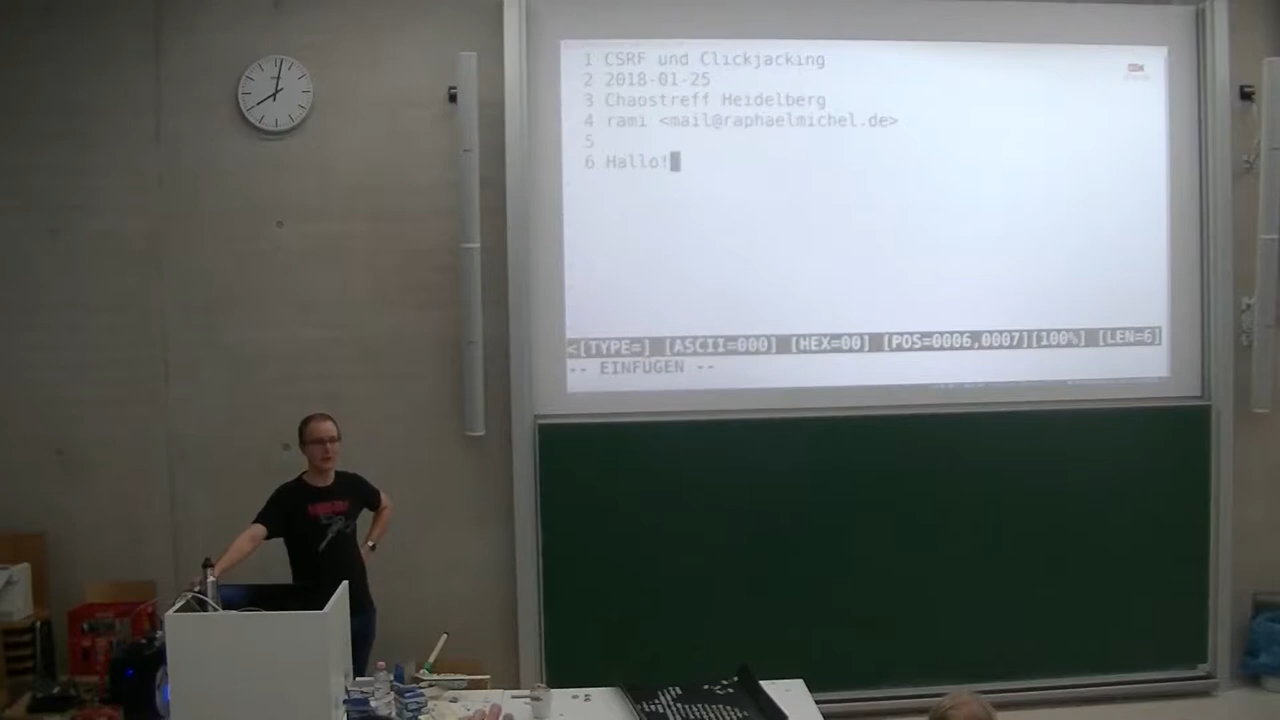 1 CSRF und Clickjacking
2 2018-01-25
3 Chaostreff Heidelberg
4 rami <mail@raphaelmichel.de>
5
6 Hallo!
<[TYPE=] [ASCII=000] [HEX=00] [POS=0006,0007][100%] [LEN=6]
-- EINFÜGEN --